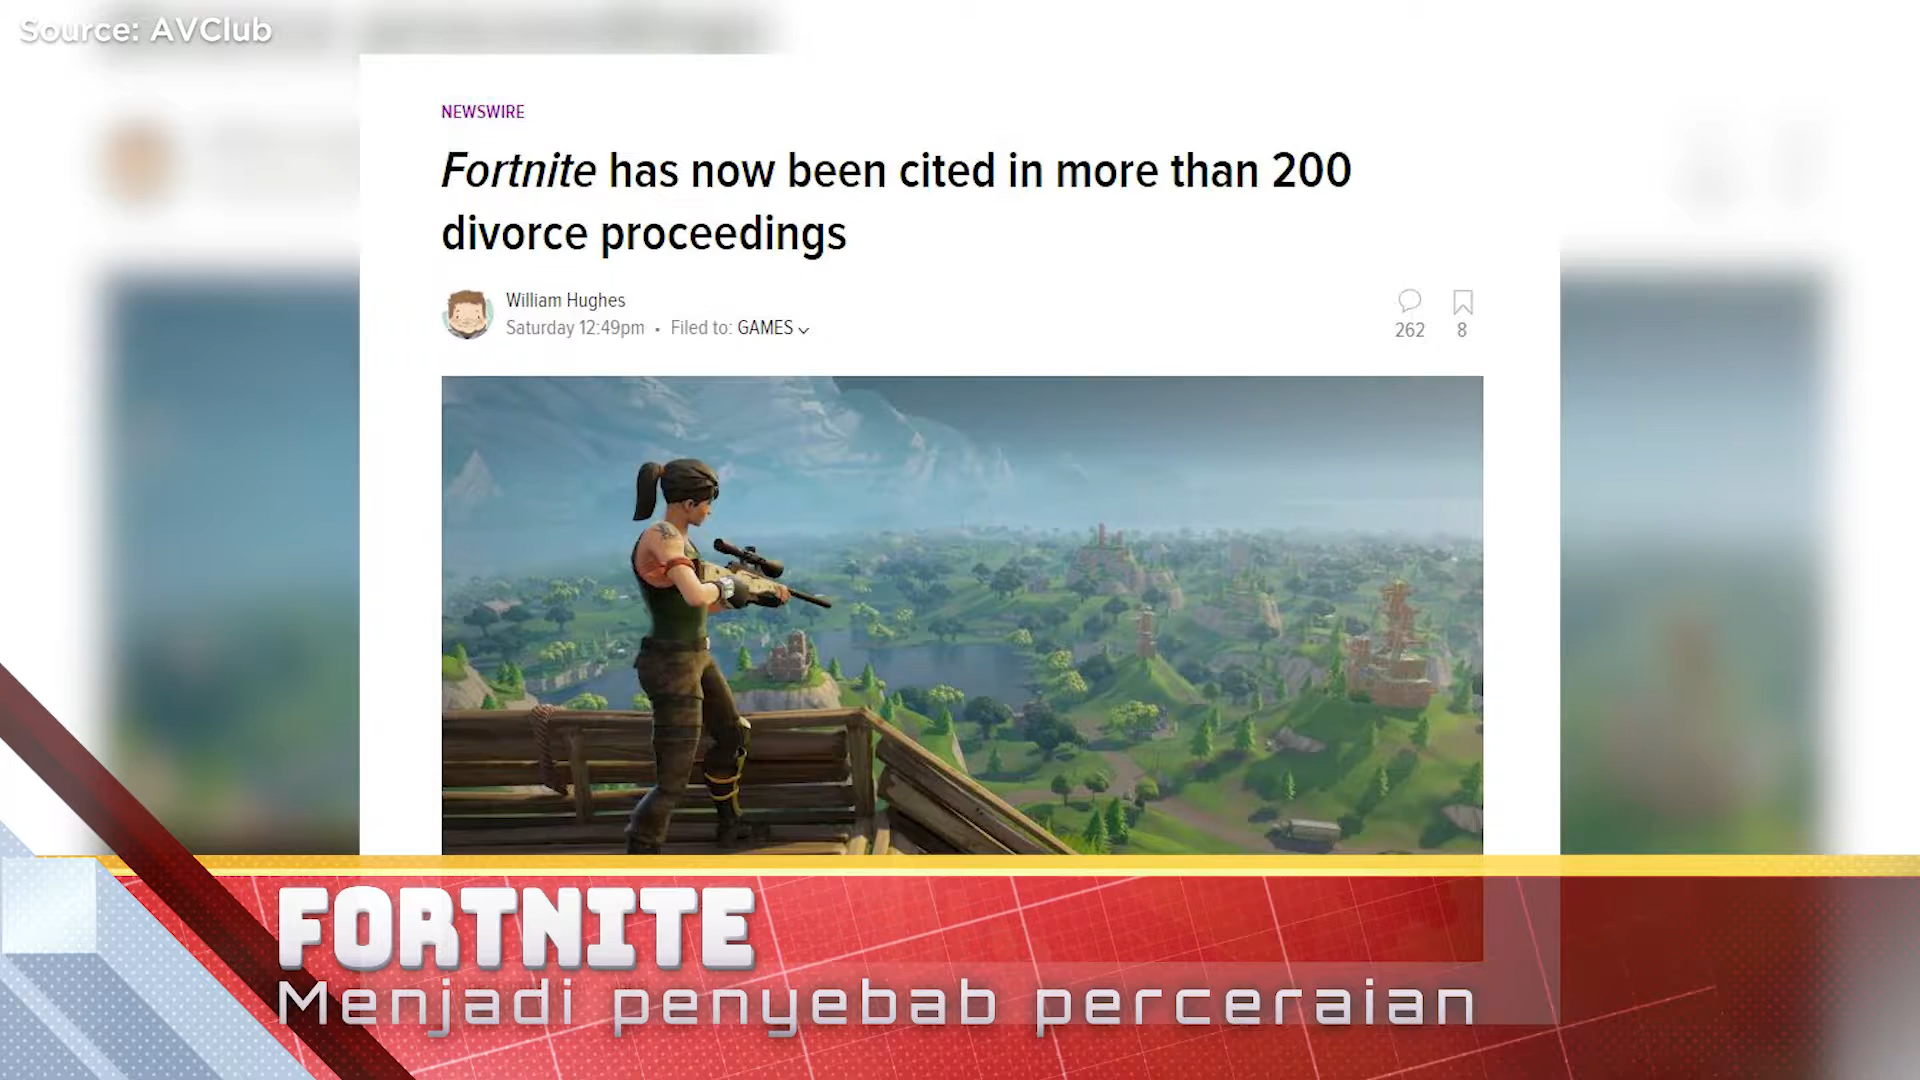 Source: AVClub
NEWSWIRE
Fortnite has now been cited in more than 200
divorce proceedings
William Hughes
Saturday 12:49pm • Filed to: GAMES
262 8
FORTNITE
Menjadi penyebab perceraian